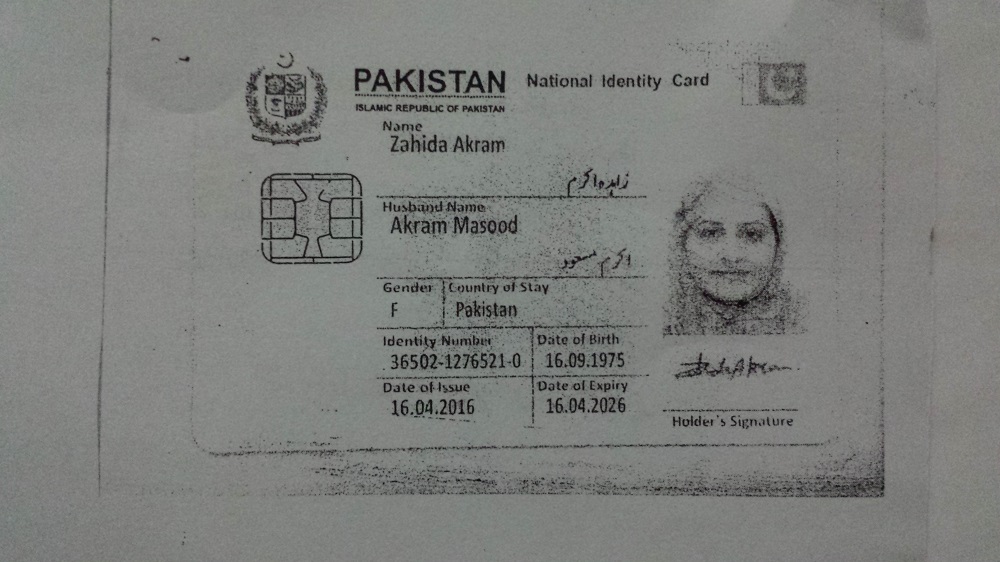 PAKISTAN National Identity Card
ISLAMIC REPUBLIC OF PAKISTAN
Name
Zahida Akram
زاہدہ اکرم
Husband Name
Akram Masood
اکرم مسعود
Gender Country of Stay
F Pakistan
Identity Number Date of Birth
36502-1276521-0 16.09.1975
Date of Issue Date of Expiry
16.04.2016 16.04.2026
Holder's Signature